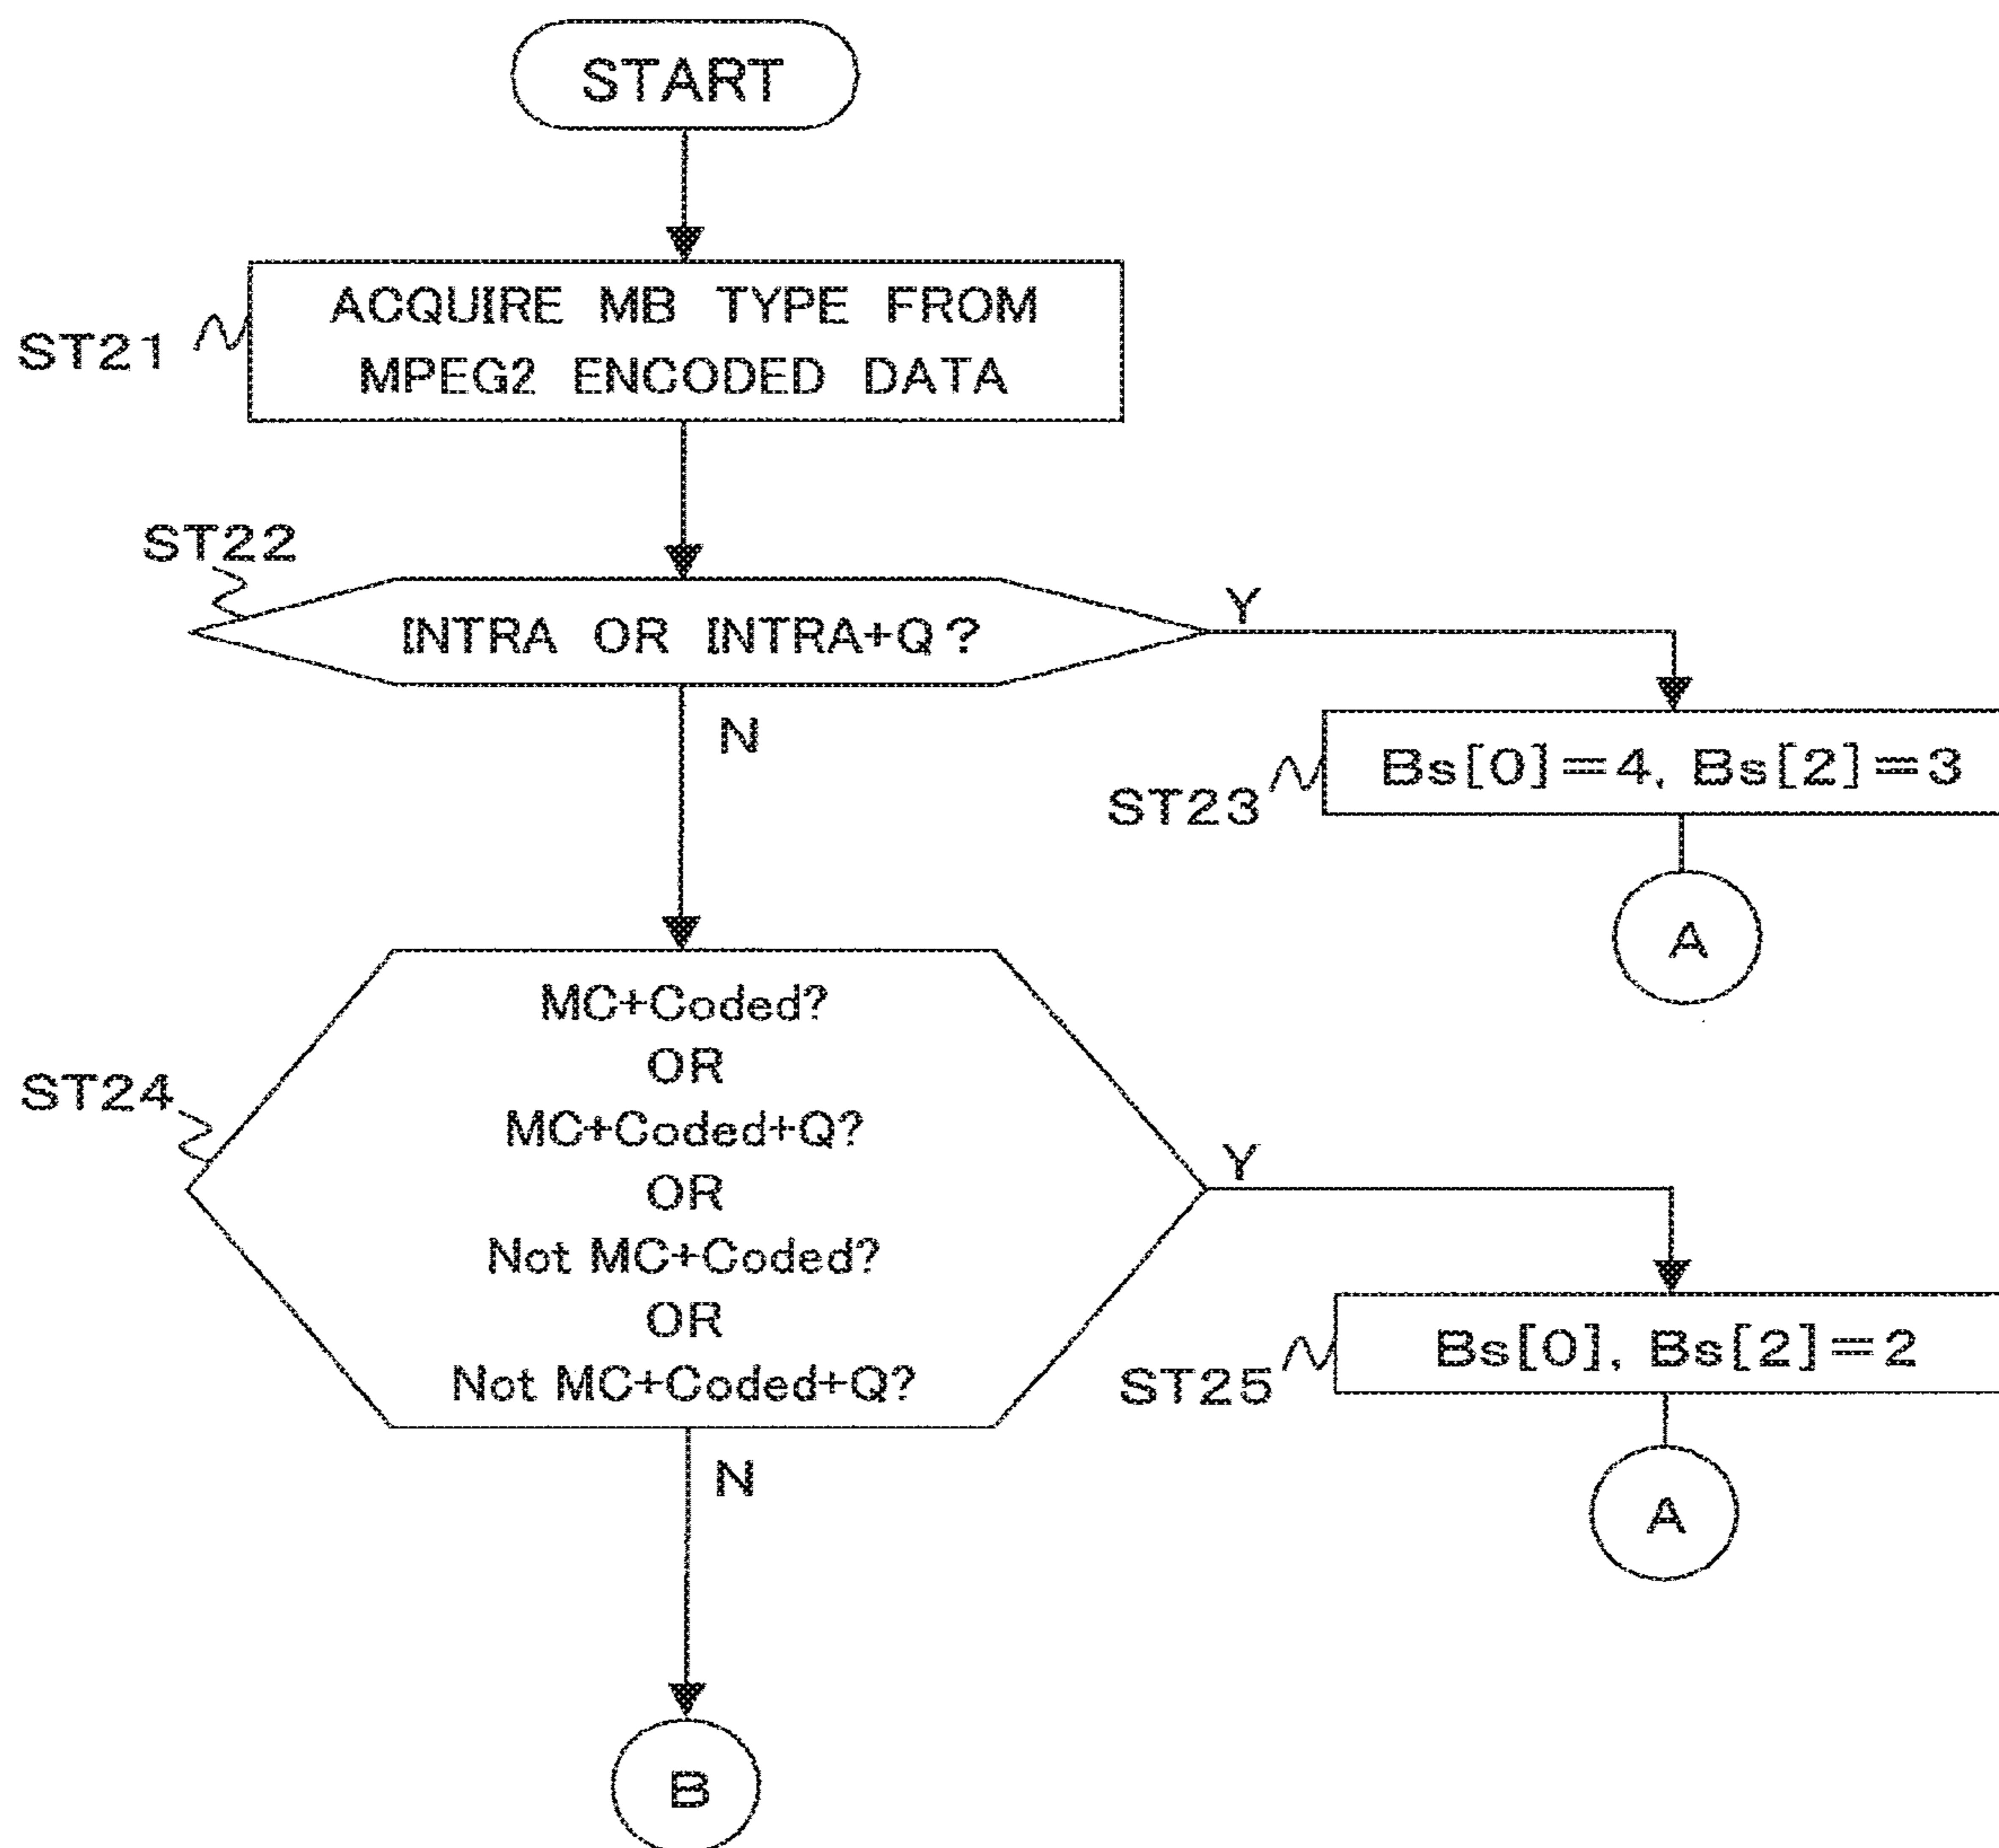 START
ACQUIRE MB TYPE FROM
MPEG2 ENCODED DATA
ST21
ST22
INTRA OR INTRA+Q?
Y
N
Bs[0]=4, Bs[2]=3
ST23
A
MC+Coded?
OR
MC+Coded+Q?
OR
Not MC+Coded?
OR
Not MC+Coded+Q?
ST24
Y
Bs[0], Bs[2]=2
ST25
A
N
B